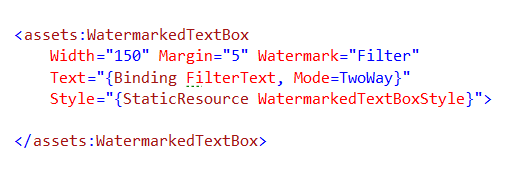 <assets:WatermarkedTextBox
Width="150" Margin="5" Watermark="Filter"
Text="{Binding FilterText, Mode=TwoWay}"
Style="{StaticResource WatermarkedTextBoxStyle}">
</assets:WatermarkedTextBox>